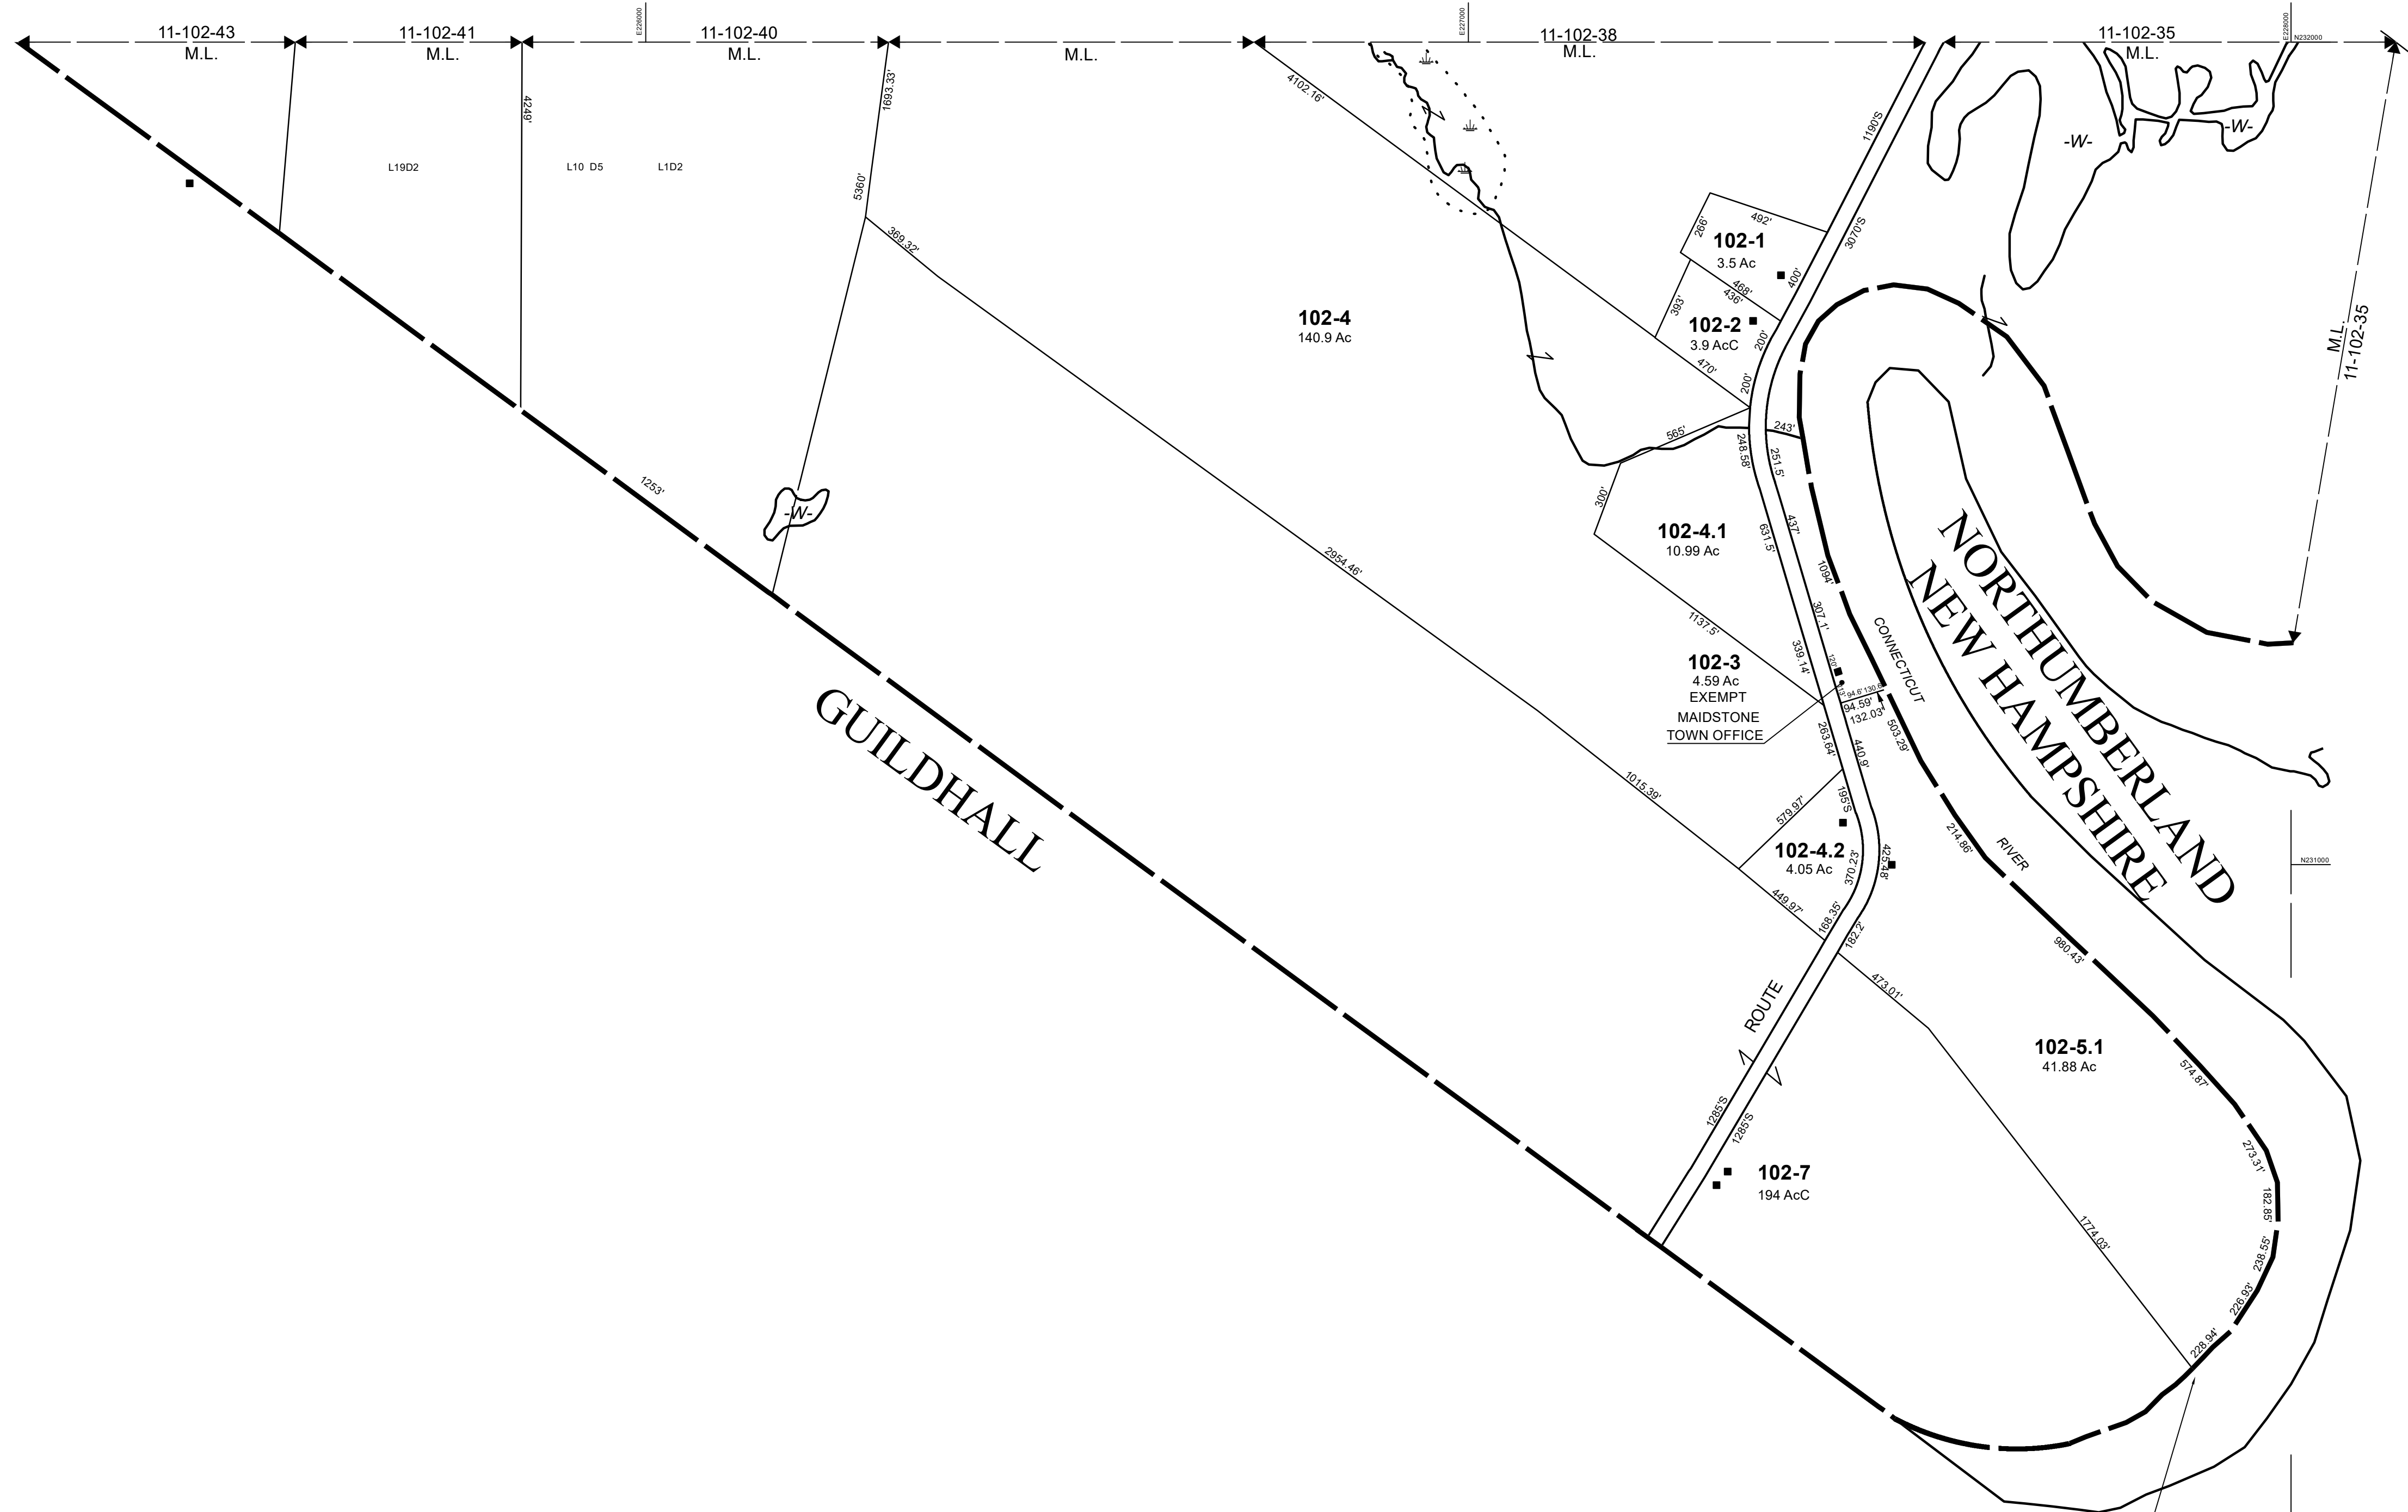 11-102-43
M.L.
11-102-41
M.L.
E226000
11-102-40
M.L.
M.L.
E227000
11-102-38
M.L.
11-102-35
M.L.
E228000
N232000
4249'
1693.33'
5360'
4102.16'
1190'S
3070'S
-W-
-W-
L19D2
L10 D5
L1D2
369.32'
266'
492'
102-1
3.5 Ac
400'
468'
436'
393'
102-2
3.9 AcC
200'
200'
470'
102-4
140.9 Ac
M.L.
11-102-35
565'
243'
248.58'
251.5'
300'
1253'
-W-
102-4.1
10.99 Ac
631.5'
437'
2954.46'
1094'
307.1'
1137.5'
339.14'
120'
102-3
4.59 Ac
EXEMPT
MAIDSTONE
TOWN OFFICE
94.6'
94.59'
132.03'
CONNECTICUT
RIVER
NORTHUMBERLAND
NEW HAMPSHIRE
503.29'
263.64'
440.9'
GUILDHALL
1015.39'
579.97'
195'S
214.86'
102-4.2
4.05 Ac
370.23'
425.48'
N231000
449.97'
168.35'
182.2'
980.43'
473.01'
ROUTE
102-5.1
41.88 Ac
574.87'
1285'S
1285'S
102-7
194 AcC
273.31'
182.85'
238.55'
226.93'
1774.03'
228.94'